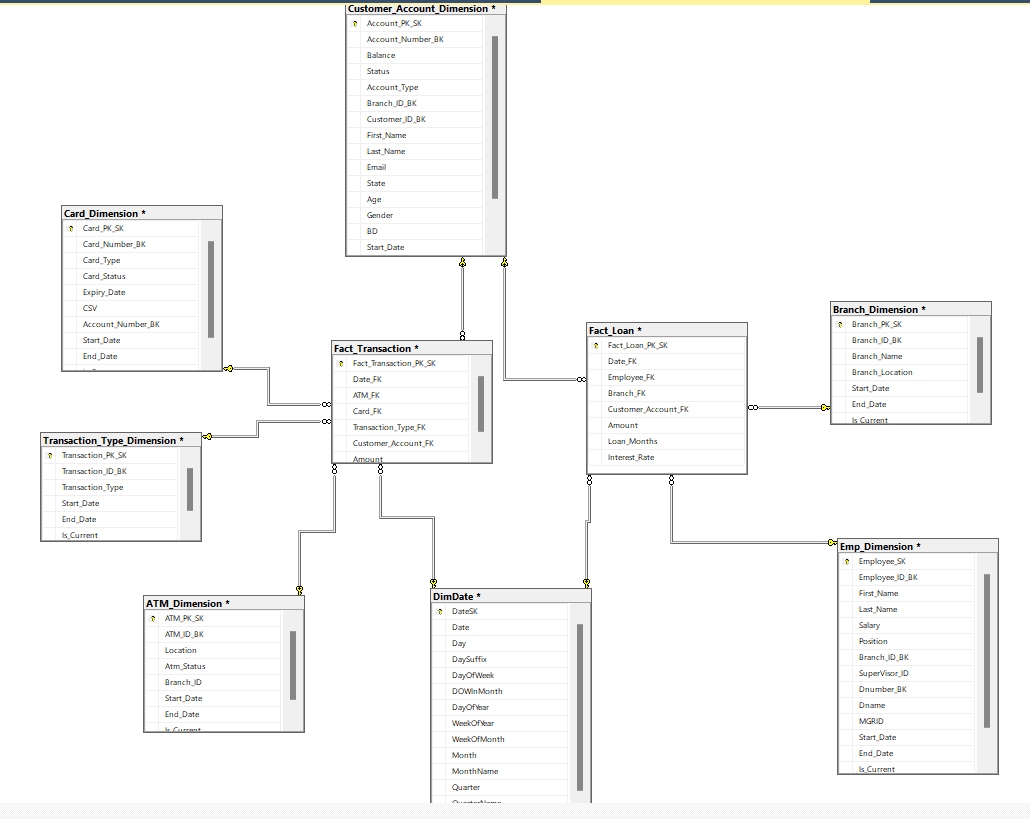 Customer_Account_Dimension *
Account_PK_SK
Account_Number_BK
Balance
Status
Account_Type
Branch_ID_BK
Customer_ID_BK
First_Name
Last_Name
Email
State
Age
Gender
BD
Start_Date
Card_Dimension *
Card_PK_SK
Card_Number_BK
Card_Type
Card_Status
Expiry_Date
CSV
Account_Number_BK
Start_Date
End_Date
Fact_Transaction *
Fact_Transaction_PK_SK
Date_FK
ATM_FK
Card_FK
Transaction_Type_FK
Customer_Account_FK
Amount
Fact_Loan *
Fact_Loan_PK_SK
Date_FK
Employee_FK
Branch_FK
Customer_Account_FK
Amount
Loan_Months
Interest_Rate
Branch_Dimension *
Branch_PK_SK
Branch_ID_BK
Branch_Name
Branch_Location
Start_Date
End_Date
Is_Current
Transaction_Type_Dimension *
Transaction_PK_SK
Transaction_ID_BK
Transaction_Type
Start_Date
End_Date
Is_Current
ATM_Dimension *
ATM_PK_SK
ATM_ID_BK
Location
Atm_Status
Branch_ID
Start_Date
End_Date
Is_Current
DimDate *
DateSK
Date
Day
DaySuffix
DayOfWeek
DOWInMonth
DayOfYear
WeekOfYear
WeekOfMonth
Month
MonthName
Quarter
QuarterName
Emp_Dimension *
Employee_SK
Employee_ID_BK
First_Name
Last_Name
Salary
Position
Branch_ID_BK
SuperVisor_ID
Dnumber_BK
Dname
MGRID
Start_Date
End_Date
Is_Current